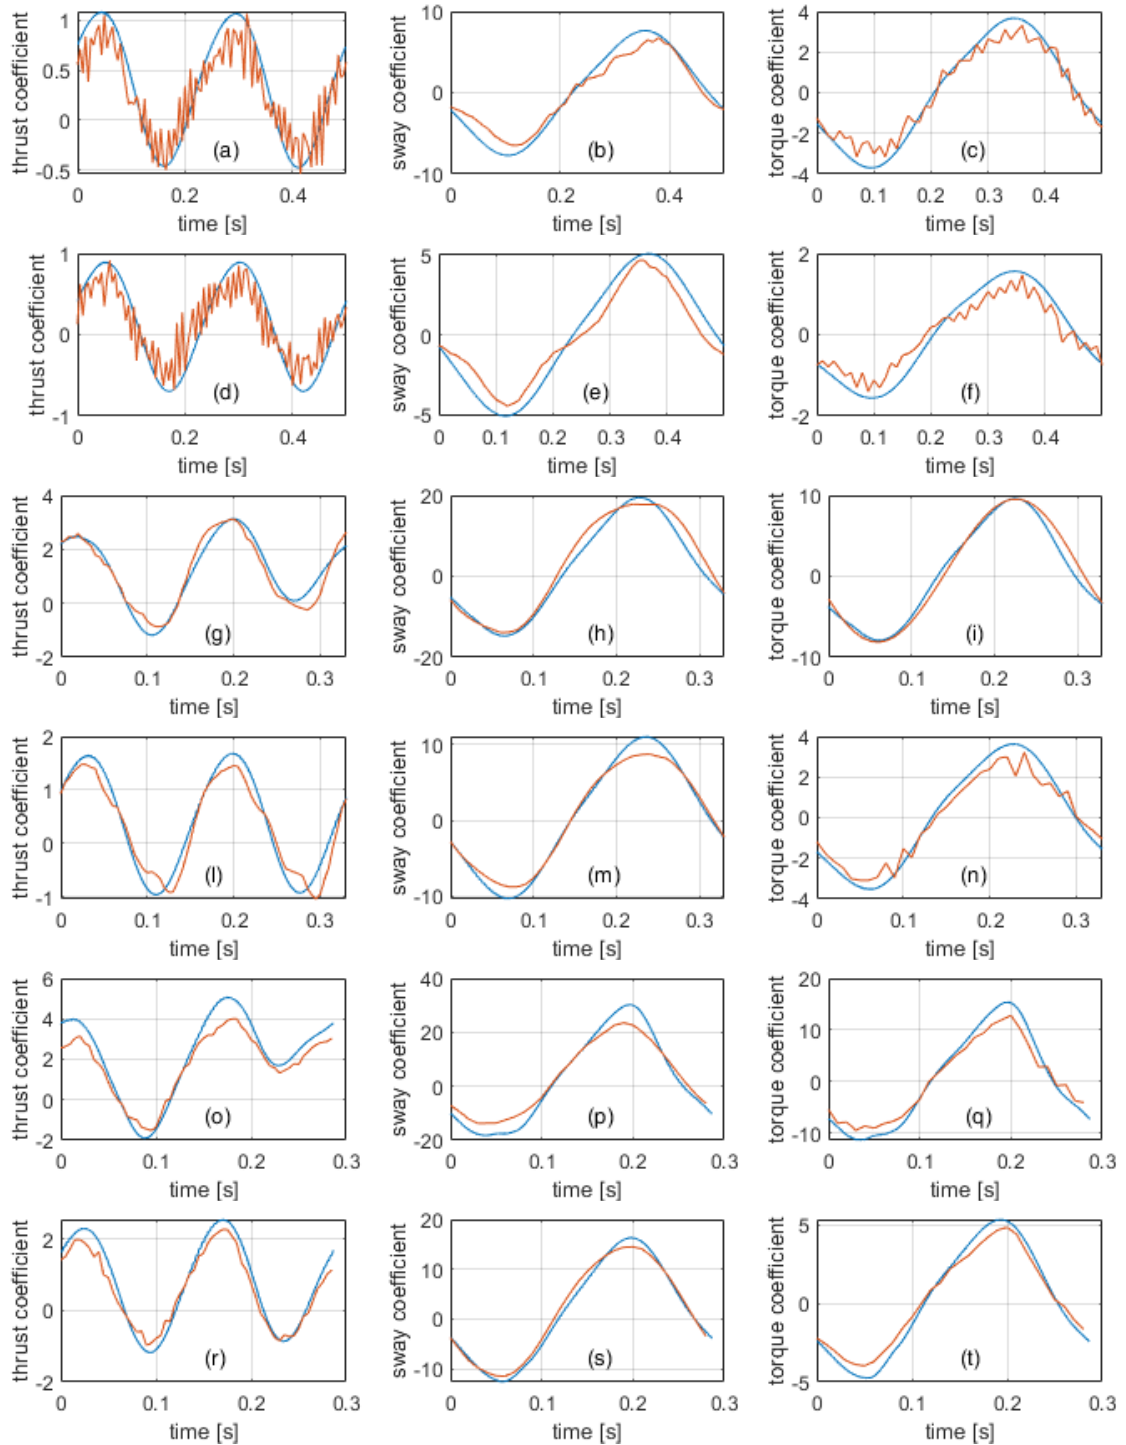 thrust coefficient
1
0.5
0
-0.5
(a)
0
0.2
0.4
time [s]
sway coefficient
10
0
-10
(b)
0
0.2
0.4
time [s]
torque coefficient
4
2
0
-2
-4
(c)
0
0.2
0.4
time [s]
thrust coefficient
1
0
-1
(d)
0
0.2
0.4
time [s]
sway coefficient
5
0
-5
(e)
0
0.1
0.2
0.3
0.4
time [s]
torque coefficient
2
0
-2
(f)
0
0.1
0.2
0.3
0.4
time [s]
thrust coefficient
4
2
0
-2
(g)
0
0.1
0.2
0.3
time [s]
sway coefficient
20
0
-20
(h)
0
0.1
0.2
0.3
time [s]
torque coefficient
10
0
-10
(i)
0
0.1
0.2
0.3
time [s]
thrust coefficient
2
1
0
-1
(l)
0
0.1
0.2
0.3
time [s]
sway coefficient
10
0
-10
(m)
0
0.1
0.2
0.3
time [s]
torque coefficient
4
2
0
-2
-4
(n)
0
0.1
0.2
0.3
time [s]
thrust coefficient
6
4
2
0
-2
(o)
0
0.1
0.2
0.3
time [s]
sway coefficient
40
20
0
-20
(p)
0
0.1
0.2
0.3
time [s]
torque coefficient
20
10
0
-10
(q)
0
0.1
0.2
0.3
time [s]
thrust coefficient
2
0
-2
(r)
0
0.1
0.2
0.3
time [s]
sway coefficient
20
10
0
-10
(s)
0
0.1
0.2
0.3
time [s]
torque coefficient
5
0
-5
(t)
0
0.1
0.2
0.3
time [s]